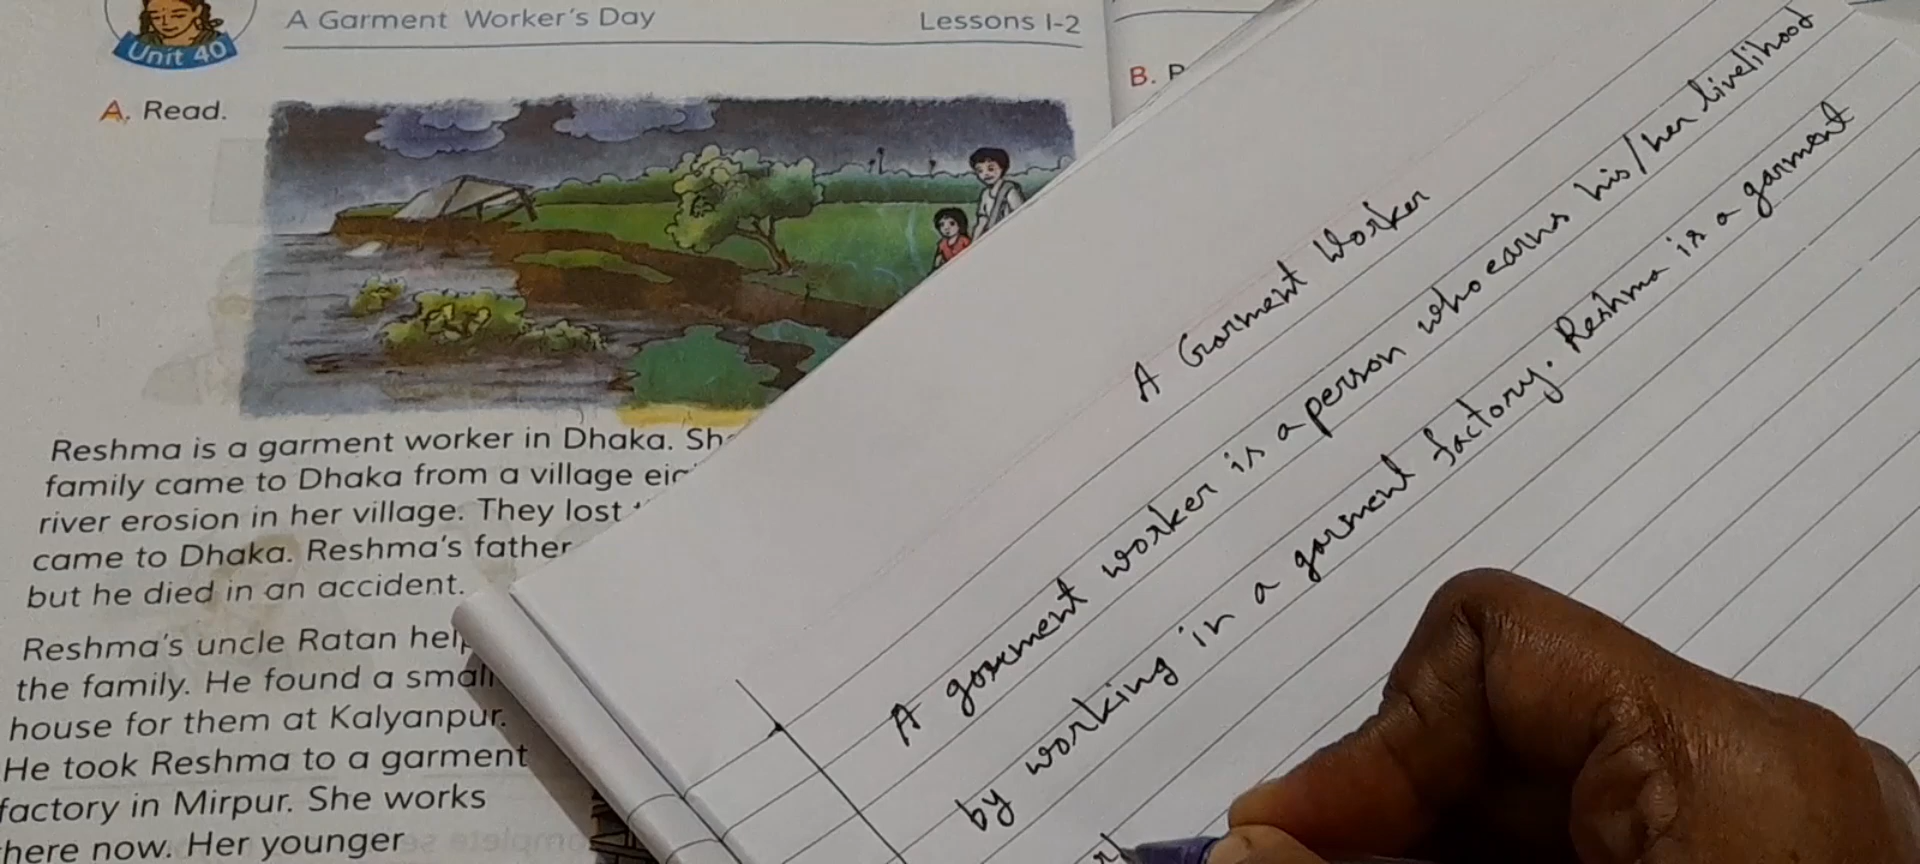 A Garment Worker's Day
Lessons 1-2
Unit 40
A. Read.
Reshma is a garment worker in Dhaka.
family came to Dhaka from a village
river erosion in her village. They lost
came to Dhaka. Reshma's father
but he died in an accident.
Reshma's uncle Ratan
the family. He found a small
house for them at Kalyanpur.
He took Reshma to a garment
factory in Mirpur. She works
here now. Her younger
B.
A Garment Worker
A gorment worker is a person who earns his/her livelihood
by working in a garment factory. Reshma is a garment